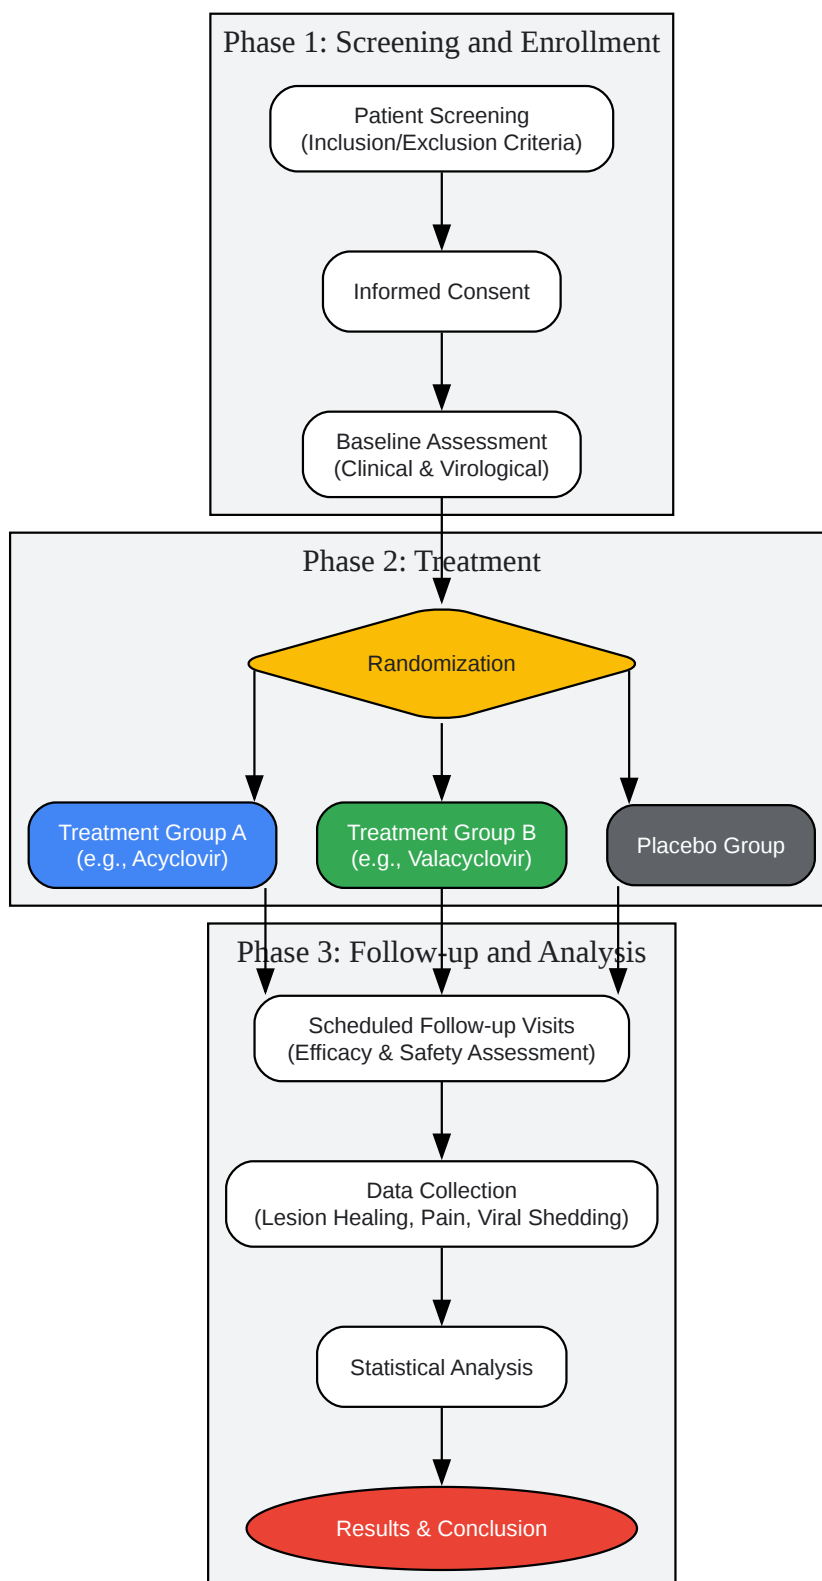 Phase 1: Screening and Enrollment
Patient Screening
(Inclusion/Exclusion Criteria)
Informed Consent
Baseline Assessment
(Clinical & Virological)
Phase 2: Treatment
Randomization
Treatment Group A
(e.g., Acyclovir)
Treatment Group B
(e.g., Valacyclovir)
Placebo Group
Phase 3: Follow-up and Analysis
Scheduled Follow-up Visits
(Efficacy & Safety Assessment)
Data Collection
(Lesion Healing, Pain, Viral Shedding)
Statistical Analysis
Results & Conclusion